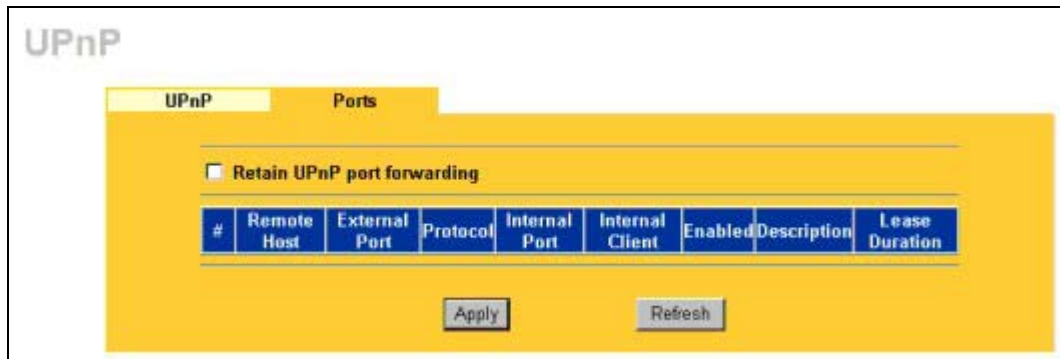 UPnP
UPnP Ports
Retain UPnP port forwarding
# Remote Host External Port Protocol Internal Port Internal Client Enabled Description Lease Duration
Apply Refresh